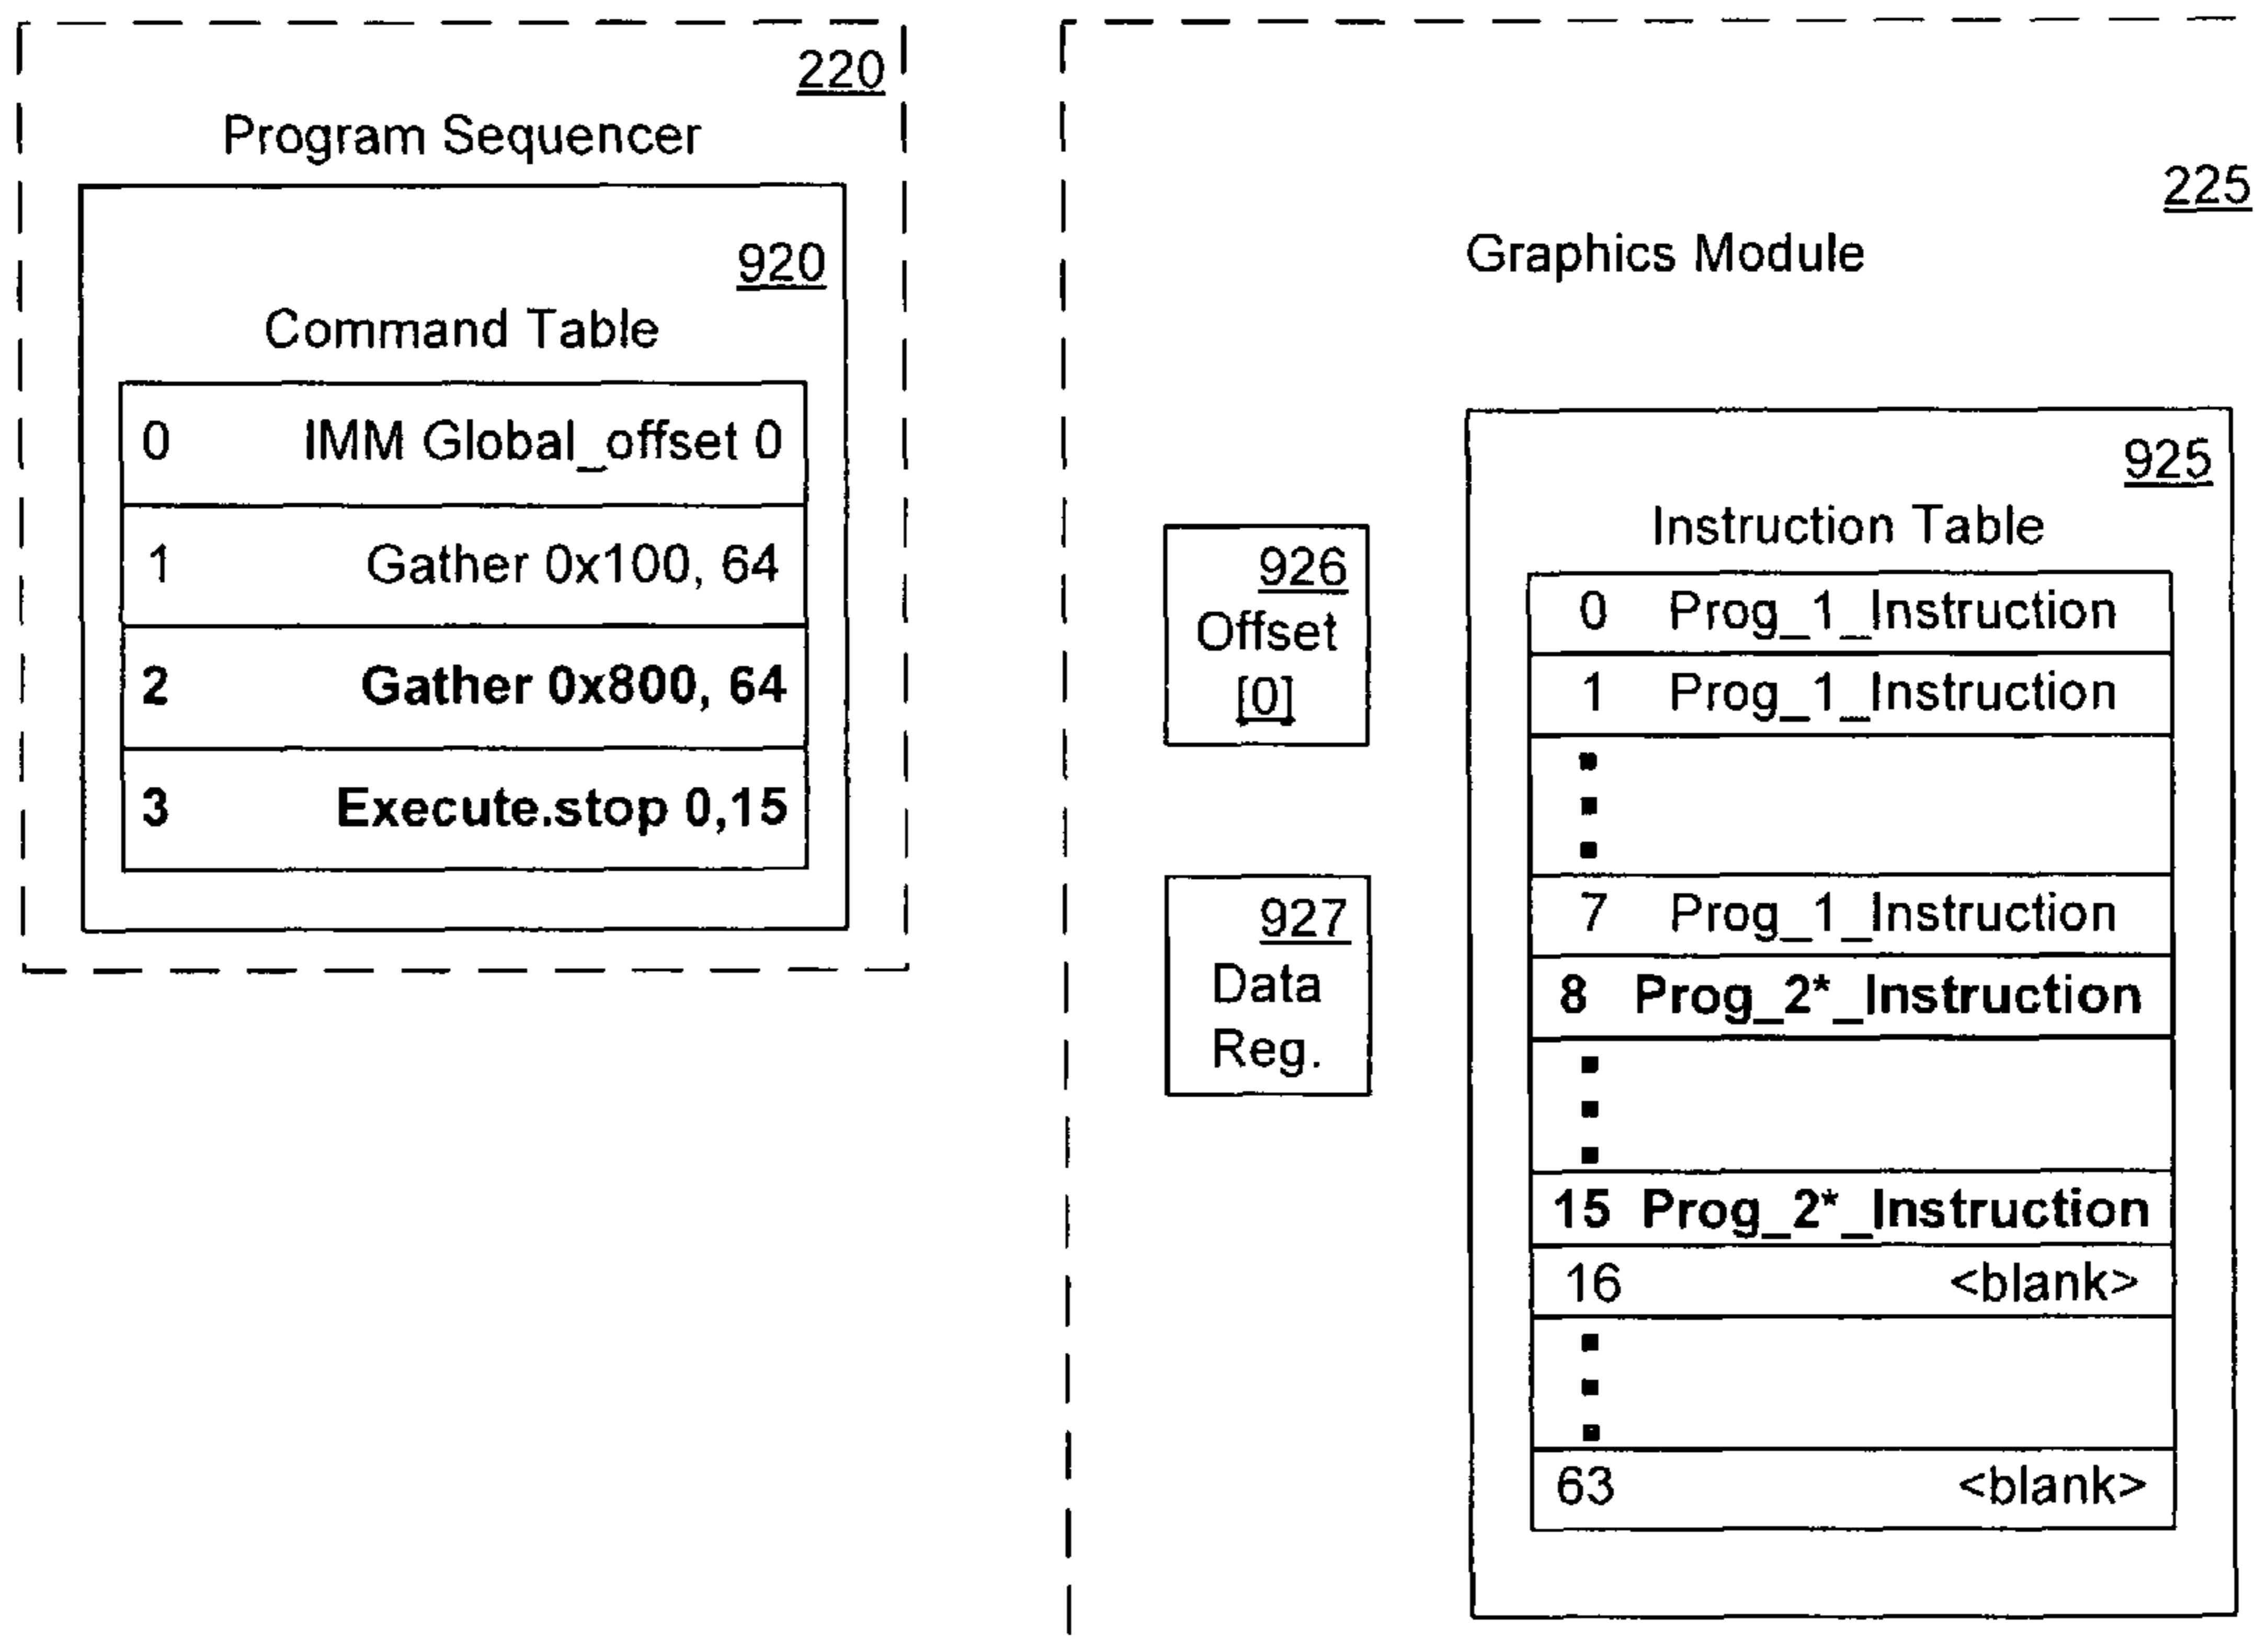 220
Program Sequencer
920
Command Table
0 IMM Global_offset 0
1 Gather 0x100, 64
2 Gather 0x800, 64
3 Execute.stop 0,15
225
Graphics Module
926
Offset
[0]
927
Data
Reg.
925
Instruction Table
0 Prog_1_Instruction
1 Prog_1_Instruction
7 Prog_1_Instruction
8 Prog_2*_Instruction
15 Prog_2*_Instruction
16 <blank>
63 <blank>